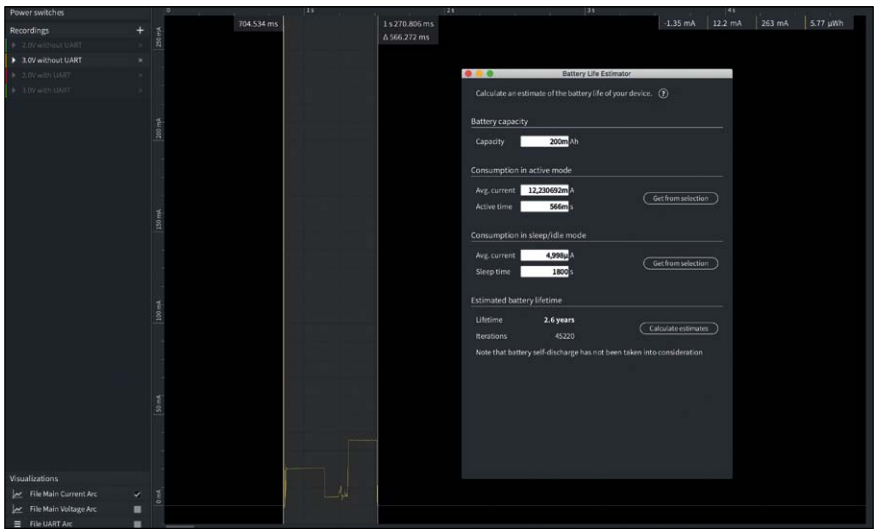 Power switches
0 1 s 2 s 3 s 4 s
Recordings +
704.534 ms
1 s 270.806 ms
Δ 566.272 ms
-1.35 mA 12.2 mA 263 mA 5.77 µWh
2.0V without UART ×
3.0V without UART ×
2.0V with UART ×
3.0V with UART ×
250 mA
200 mA
150 mA
100 mA
50 mA
0 mA
Battery Life Estimator
Calculate an estimate of the battery life of your device. ?
Battery capacity
Capacity 200m Ah
Consumption in active mode
Avg. current 12,230692m A
Get from selection
Active time 566m s
Consumption in sleep/idle mode
Avg. current 4,998µ A
Get from selection
Sleep time 1800 s
Estimated battery lifetime
Lifetime 2.6 years
Calculate estimates
Iterations 45220
Note that battery self-discharge has not been taken into consideration
Visualizations
File Main Current Arc
File Main Voltage Arc
File UART Arc